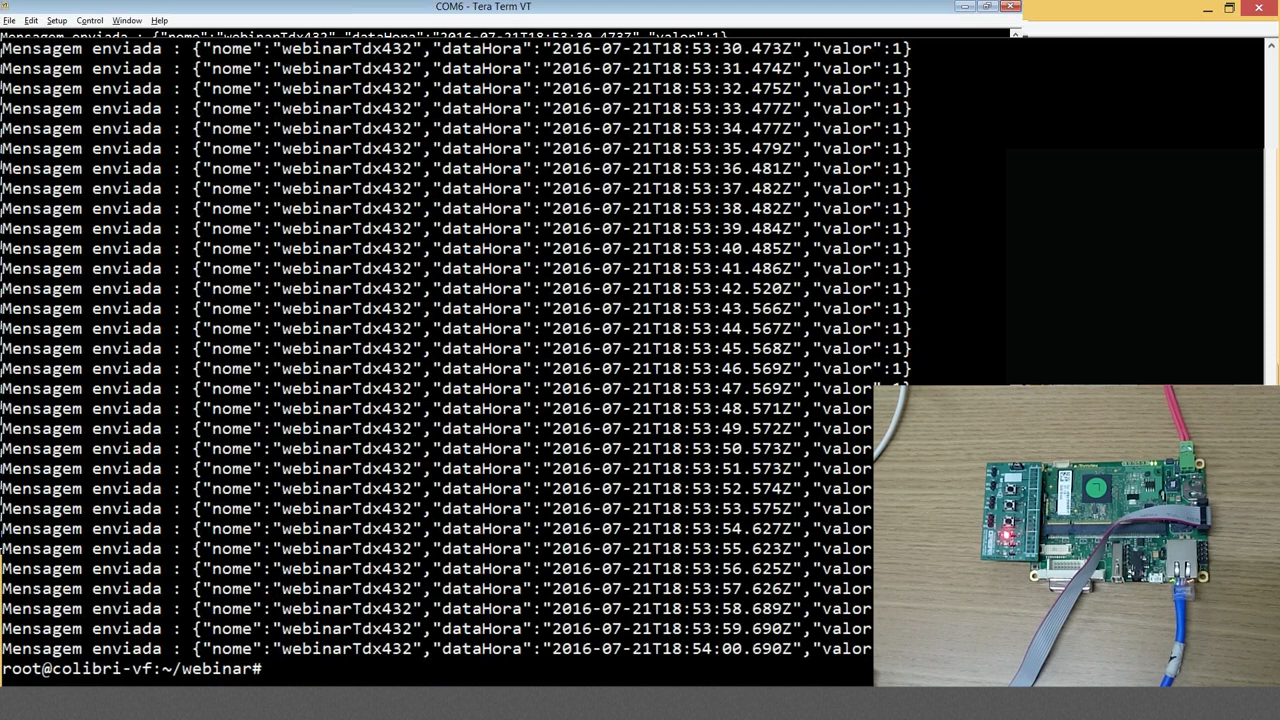 COM6 - Tera Term VT
File Edit Setup Control Window Help
Mensagem enviada : {"nome":"webinarTdx432","dataHora":"2016-07-21T18:53:30.473Z","valor":1}
Mensagem enviada : {"nome":"webinarTdx432","dataHora":"2016-07-21T18:53:30.473Z","valor":1}
Mensagem enviada : {"nome":"webinarTdx432","dataHora":"2016-07-21T18:53:31.474Z","valor":1}
Mensagem enviada : {"nome":"webinarTdx432","dataHora":"2016-07-21T18:53:32.475Z","valor":1}
Mensagem enviada : {"nome":"webinarTdx432","dataHora":"2016-07-21T18:53:33.477Z","valor":1}
Mensagem enviada : {"nome":"webinarTdx432","dataHora":"2016-07-21T18:53:34.477Z","valor":1}
Mensagem enviada : {"nome":"webinarTdx432","dataHora":"2016-07-21T18:53:35.479Z","valor":1}
Mensagem enviada : {"nome":"webinarTdx432","dataHora":"2016-07-21T18:53:36.481Z","valor":1}
Mensagem enviada : {"nome":"webinarTdx432","dataHora":"2016-07-21T18:53:37.482Z","valor":1}
Mensagem enviada : {"nome":"webinarTdx432","dataHora":"2016-07-21T18:53:38.482Z","valor":1}
Mensagem enviada : {"nome":"webinarTdx432","dataHora":"2016-07-21T18:53:39.484Z","valor":1}
Mensagem enviada : {"nome":"webinarTdx432","dataHora":"2016-07-21T18:53:40.485Z","valor":1}
Mensagem enviada : {"nome":"webinarTdx432","dataHora":"2016-07-21T18:53:41.486Z","valor":1}
Mensagem enviada : {"nome":"webinarTdx432","dataHora":"2016-07-21T18:53:42.520Z","valor":1}
Mensagem enviada : {"nome":"webinarTdx432","dataHora":"2016-07-21T18:53:43.566Z","valor":1}
Mensagem enviada : {"nome":"webinarTdx432","dataHora":"2016-07-21T18:53:44.567Z","valor":1}
Mensagem enviada : {"nome":"webinarTdx432","dataHora":"2016-07-21T18:53:45.568Z","valor":1}
Mensagem enviada : {"nome":"webinarTdx432","dataHora":"2016-07-21T18:53:46.569Z","valor":1}
Mensagem enviada : {"nome":"webinarTdx432","dataHora":"2016-07-21T18:53:47.569Z","valor":1}
Mensagem enviada : {"nome":"webinarTdx432","dataHora":"2016-07-21T18:53:48.571Z","valor
Mensagem enviada : {"nome":"webinarTdx432","dataHora":"2016-07-21T18:53:49.572Z","valor
Mensagem enviada : {"nome":"webinarTdx432","dataHora":"2016-07-21T18:53:50.573Z","valor
Mensagem enviada : {"nome":"webinarTdx432","dataHora":"2016-07-21T18:53:51.573Z","valor
Mensagem enviada : {"nome":"webinarTdx432","dataHora":"2016-07-21T18:53:52.574Z","valor
Mensagem enviada : {"nome":"webinarTdx432","dataHora":"2016-07-21T18:53:53.575Z","valor
Mensagem enviada : {"nome":"webinarTdx432","dataHora":"2016-07-21T18:53:54.627Z","valor
Mensagem enviada : {"nome":"webinarTdx432","dataHora":"2016-07-21T18:53:55.623Z","valor
Mensagem enviada : {"nome":"webinarTdx432","dataHora":"2016-07-21T18:53:56.625Z","valor
Mensagem enviada : {"nome":"webinarTdx432","dataHora":"2016-07-21T18:53:57.626Z","valor
Mensagem enviada : {"nome":"webinarTdx432","dataHora":"2016-07-21T18:53:58.689Z","valor
Mensagem enviada : {"nome":"webinarTdx432","dataHora":"2016-07-21T18:53:59.690Z","valor
Mensagem enviada : {"nome":"webinarTdx432","dataHora":"2016-07-21T18:54:00.690Z","valor
root@colibri-vf:~/webinar#